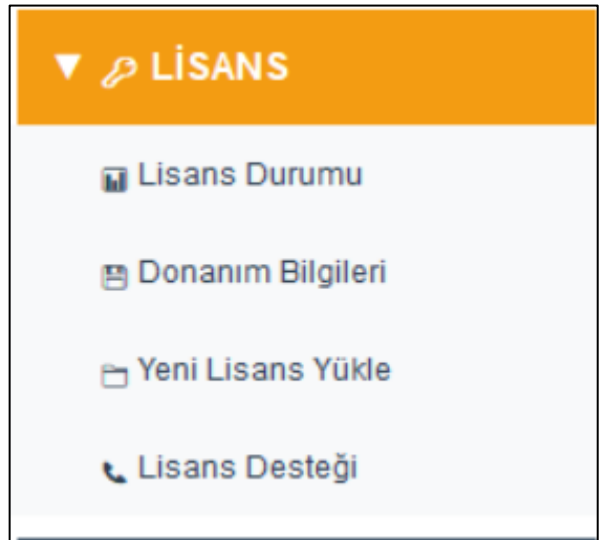 LİSANS
Lisans Durumu
Donanım Bilgileri
Yeni Lisans Yükle
Lisans Desteği